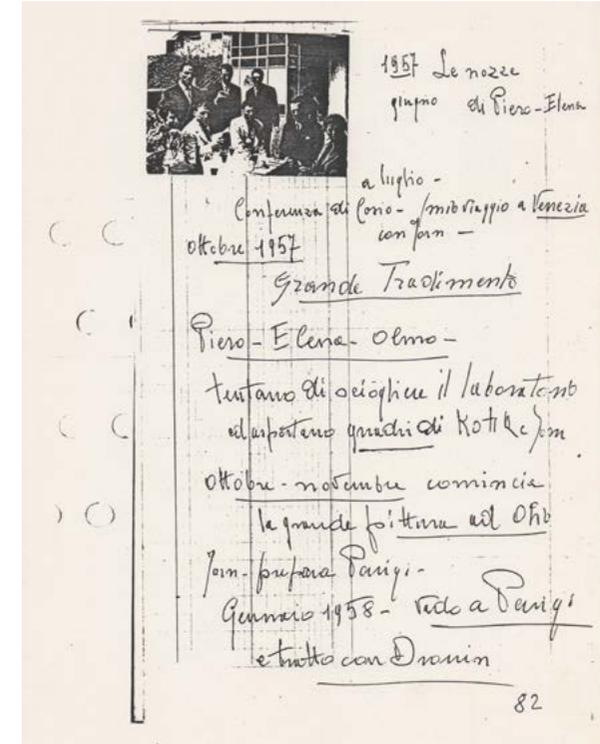 1957 Le nozze
giugno di Piero-Elena
a luglio -
Conferenza di Cosio - / mio viaggio a Venezia
con Jorn -
Ottobre 1957
Grande Tradimento
Piero - Elena - Olmo -
tentano di sciogliere il laboratorio
ed asportano quadri di Kotik e Jorn
Ottobre - novembre comincia
la grande pittura ad Olio
Jorn - prepara Parigi -
Gennaio 1958 - Vado a Parigi
e tratto con Drouin
82